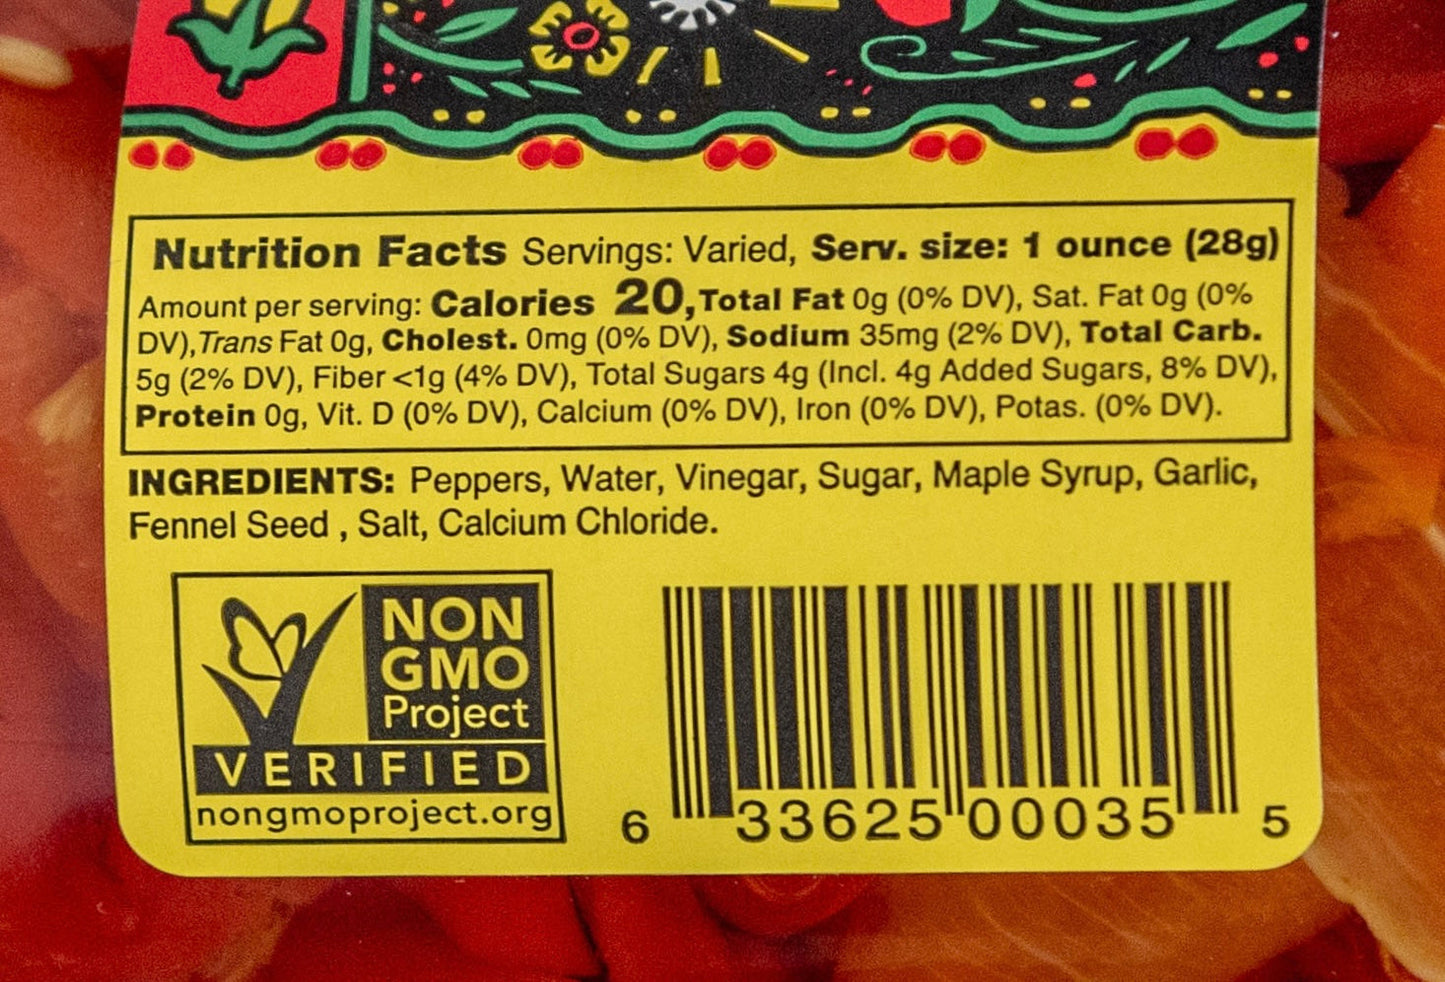 Nutrition Facts Servings: Varied, Serv. size: 1 ounce (28g)
Amount per serving: Calories 20, Total Fat 0g (0% DV), Sat. Fat 0g (0%
DV), Trans Fat 0g, Cholest. 0mg (0% DV), Sodium 35mg (2% DV), Total Carb.
5g (2% DV), Fiber <1g (4% DV), Total Sugars 4g (Incl. 4g Added Sugars, 8% DV),
Protein 0g, Vit. D (0% DV), Calcium (0% DV), Iron (0% DV), Potas. (0% DV).
INGREDIENTS: Peppers, Water, Vinegar, Sugar, Maple Syrup, Garlic,
Fennel Seed , Salt, Calcium Chloride.
NON
GMO
Project
VERIFIED
nongmoproject.org
6 33625 00035 5